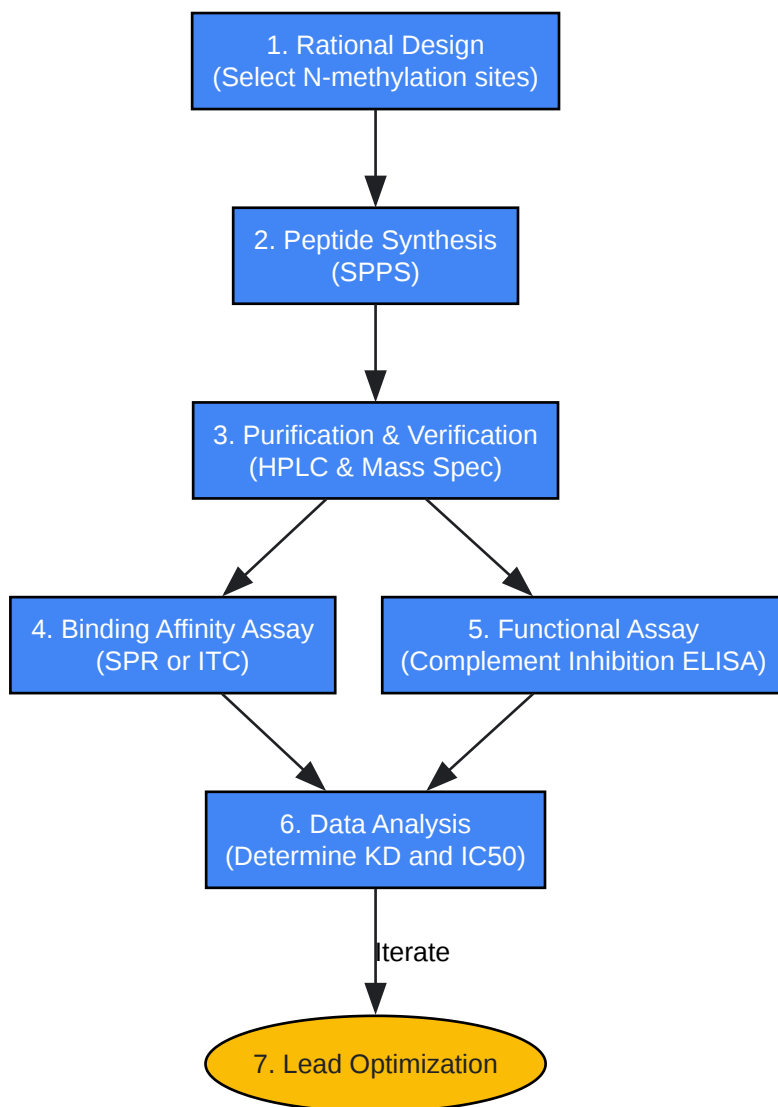 1. Rational Design
(Select N-methylation sites)
2. Peptide Synthesis
(SPPS)
3. Purification & Verification
(HPLC & Mass Spec)
4. Binding Affinity Assay
(SPR or ITC)
5. Functional Assay
(Complement Inhibition ELISA)
6. Data Analysis
(Determine KD and IC50)
Iterate
7. Lead Optimization